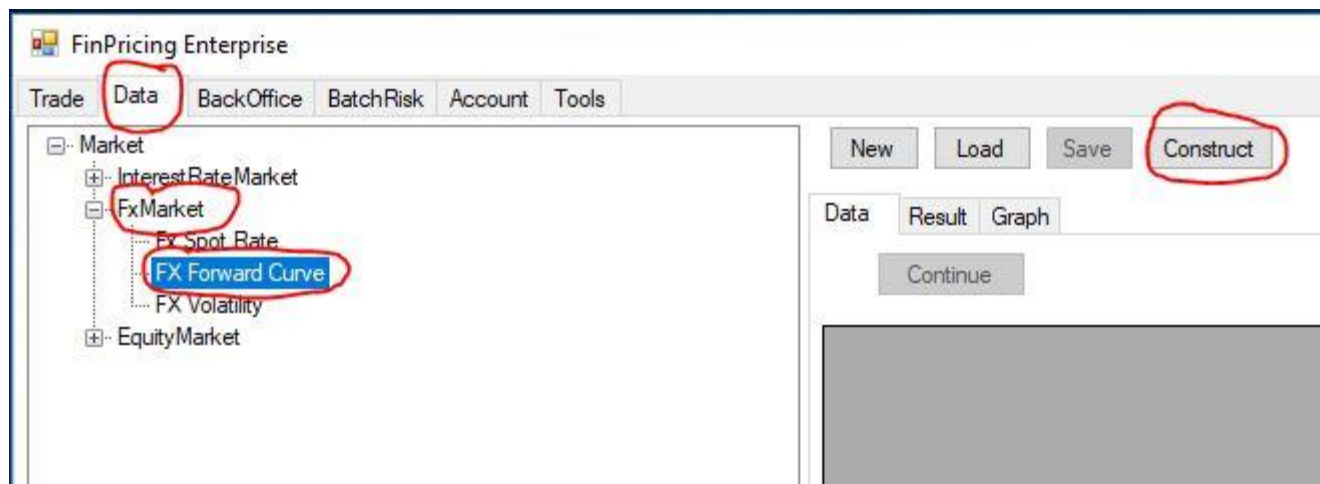 FinPricing Enterprise
Trade Data BackOffice BatchRisk Account Tools
Market
InterestRateMarket
FxMarket
Fx Spot Rate
FX Forward Curve
FX Volatility
EquityMarket
New Load Save Construct
Data Result Graph
Continue